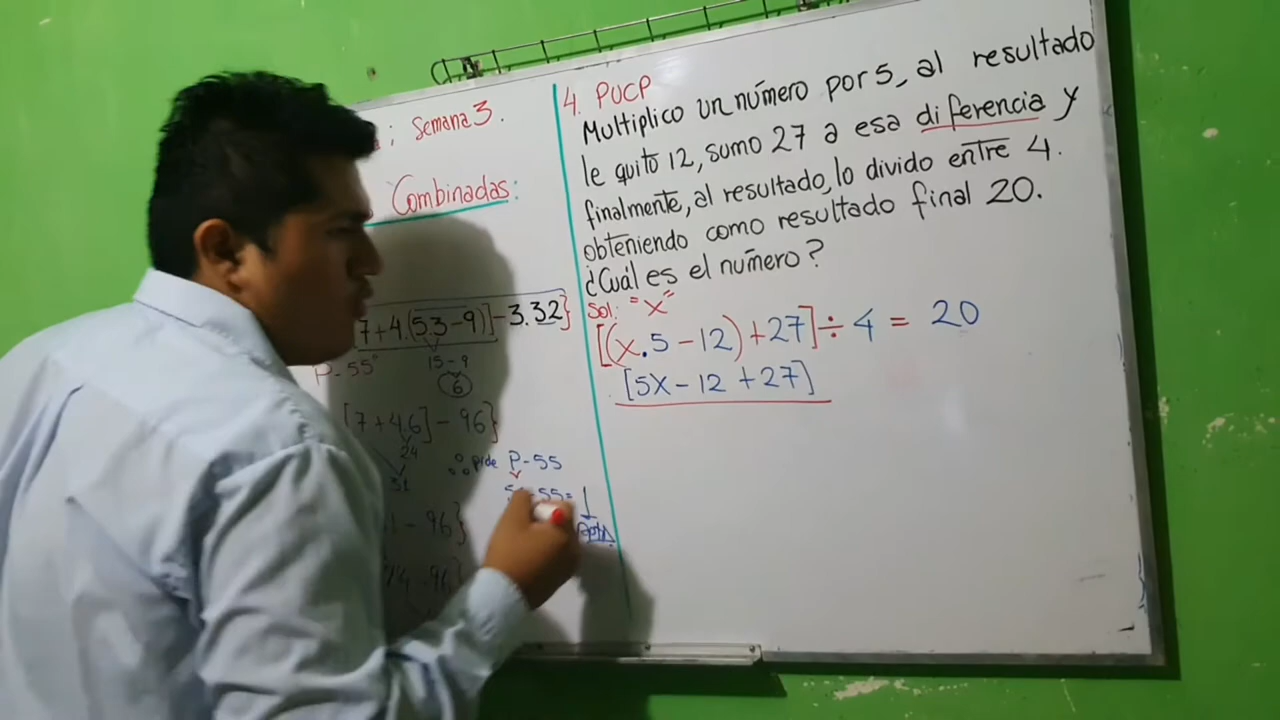 ; Semana 3.
Combinadas:
7+4.(5.3-9)]-3.32}
P-55
15-9
6
[7+4.6]-96}
24
31
pide P-55
55=1
-96}
4. PUCP
Multiplico un número por 5, al resultado
le quito 12, sumo 27 a esa diferencia y
finalmente, al resultado, lo divido entre 4.
obteniendo como resultado final 20.
¿Cuál es el número?
Sol: "x"
[(x.5-12)+27]÷4=20
[5x-12+27]